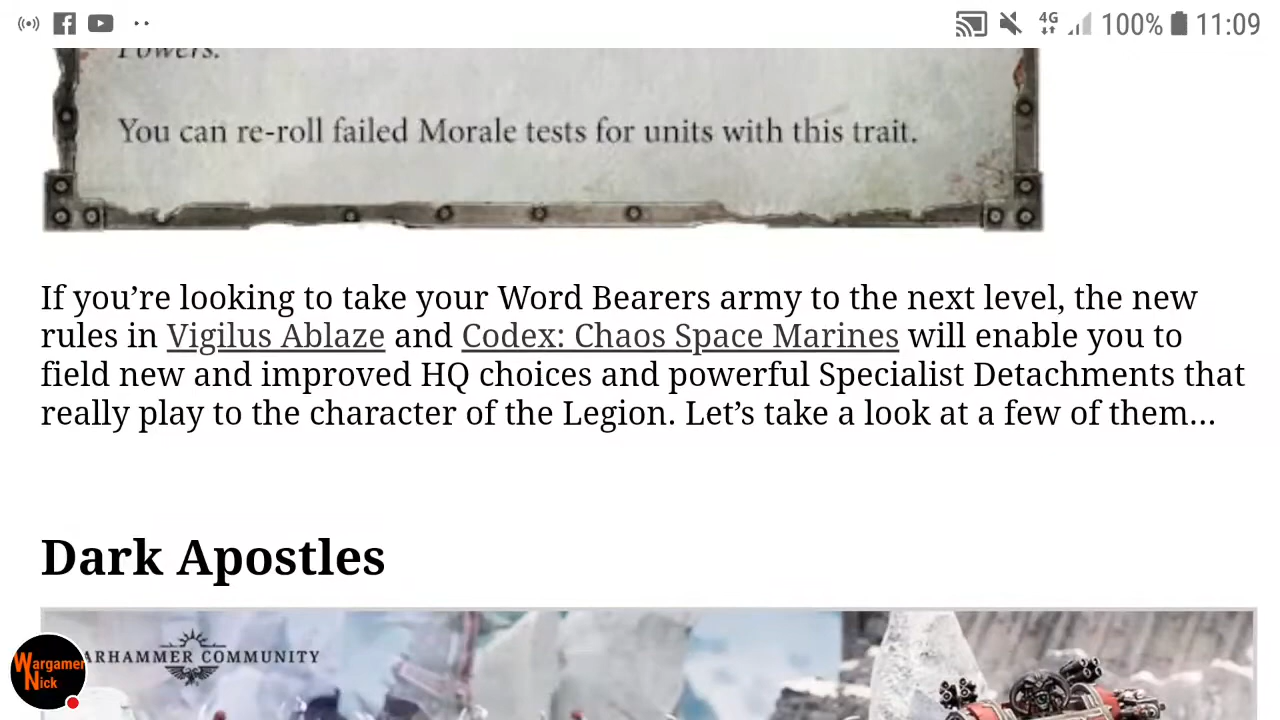 4G 100% 11:09
Powers.
You can re-roll failed Morale tests for units with this trait.
If you’re looking to take your Word Bearers army to the next level, the new
rules in Vigilus Ablaze and Codex: Chaos Space Marines will enable you to
field new and improved HQ choices and powerful Specialist Detachments that
really play to the character of the Legion. Let’s take a look at a few of them…
Dark Apostles
ARHAMMER COMMUNITY
Wargamer
Nick